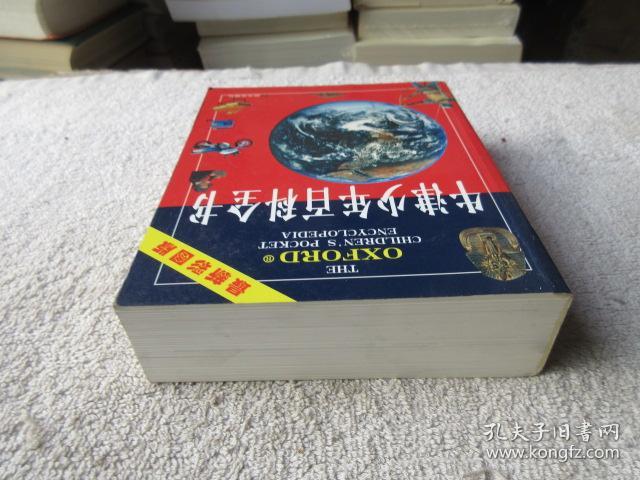 THE
OXFORD ®
CHILDREN'S POCKET
ENCYCLOPEDIA
最新彩图版
牛津少年百科全书
孔夫子旧书网
www.kongfz.com